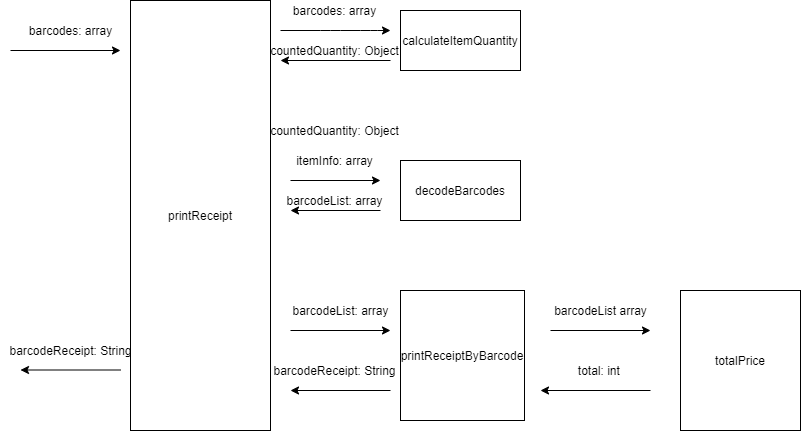 barcodes: array
barcodes: array
calculateItemQuantity
countedQuantity: Object
countedQuantity: Object
itemInfo: array
decodeBarcodes
barcodeList: array
printReceipt
barcodeList: array
barcodeList array
barcodeReceipt: String
printReceiptByBarcode
totalPrice
barcodeReceipt: String
total: int